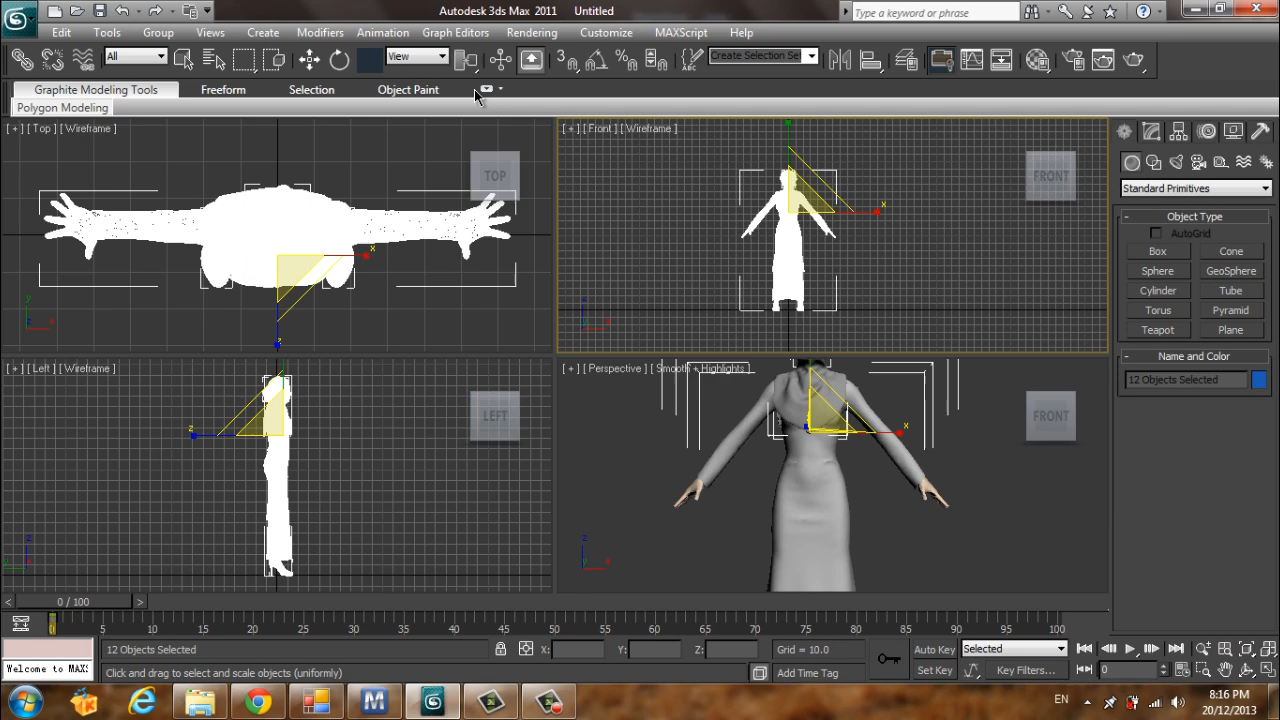 Autodesk 3ds Max 2011 Untitled
Type a keyword or phrase
Edit Tools Group Views Create Modifiers Animation Graph Editors Rendering Customize MAXScript Help
All View 3 Create Selection Se
Graphite Modeling Tools Freeform Selection Object Paint
Polygon Modeling
[ + ] [ Top ] [ Wireframe ]
TOP
x
y
x
z
[ + ] [ Front ] [ Wireframe ]
FRONT
x
z
x
[ + ] [ Left ] [ Wireframe ]
LEFT
z
z
y
[ + ] [ Perspective ] [ Smooth + Highlights ]
FRONT
x
z
x
Standard Primitives
- Object Type
AutoGrid
Box Cone
Sphere GeoSphere
Cylinder Tube
Torus Pyramid
Teapot Plane
- Name and Color
12 Objects Selected
< 0 / 100 >
0 5 10 15 20 25 30 35 40 45 50 55 60 65 70 75 80 85 90 95 100
12 Objects Selected X: Y: Z: Grid = 10.0 Auto Key Selected
Welcome to MAX Click and drag to select and scale objects (uniformly) Add Time Tag Set Key Key Filters... 0
EN 8:16 PM
20/12/2013